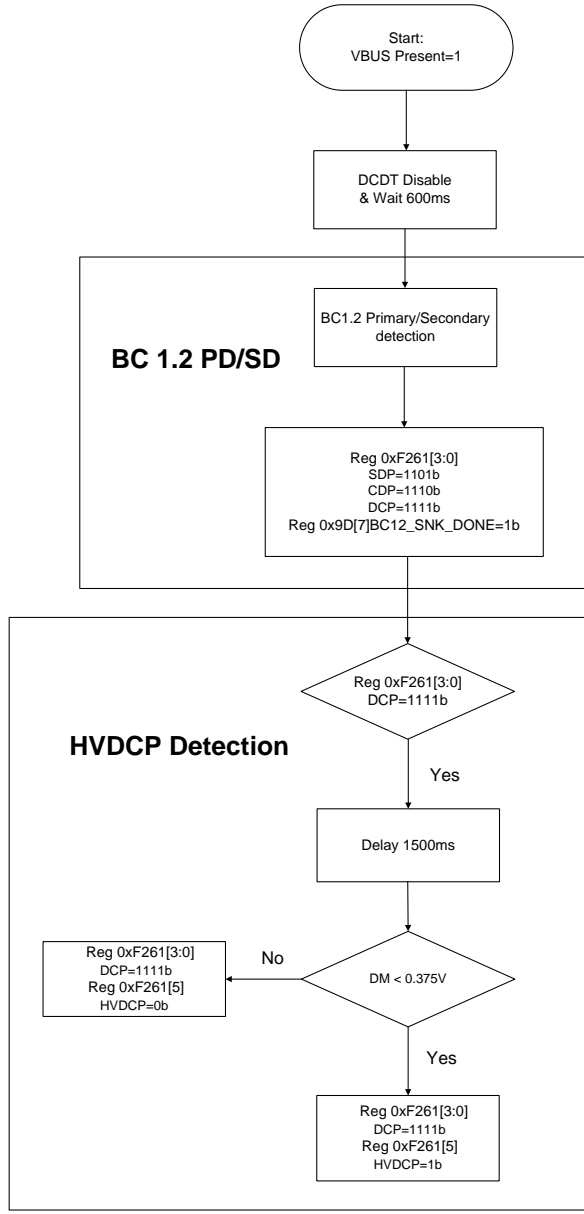 Start:
VBUS Present=1
DCDT Disable
& Wait 600ms
BC 1.2 PD/SD
BC1.2 Primary/Secondary
detection
Reg 0xF261[3:0]
SDP=1101b
CDP=1110b
DCP=1111b
Reg 0x9D[7]BC12_SNK_DONE=1b
HVDCP Detection
Reg 0xF261[3:0]
DCP=1111b
Yes
Delay 1500ms
DM < 0.375V
No
Reg 0xF261[3:0]
DCP=1111b
Reg 0xF261[5]
HVDCP=0b
Yes
Reg 0xF261[3:0]
DCP=1111b
Reg 0xF261[5]
HVDCP=1b